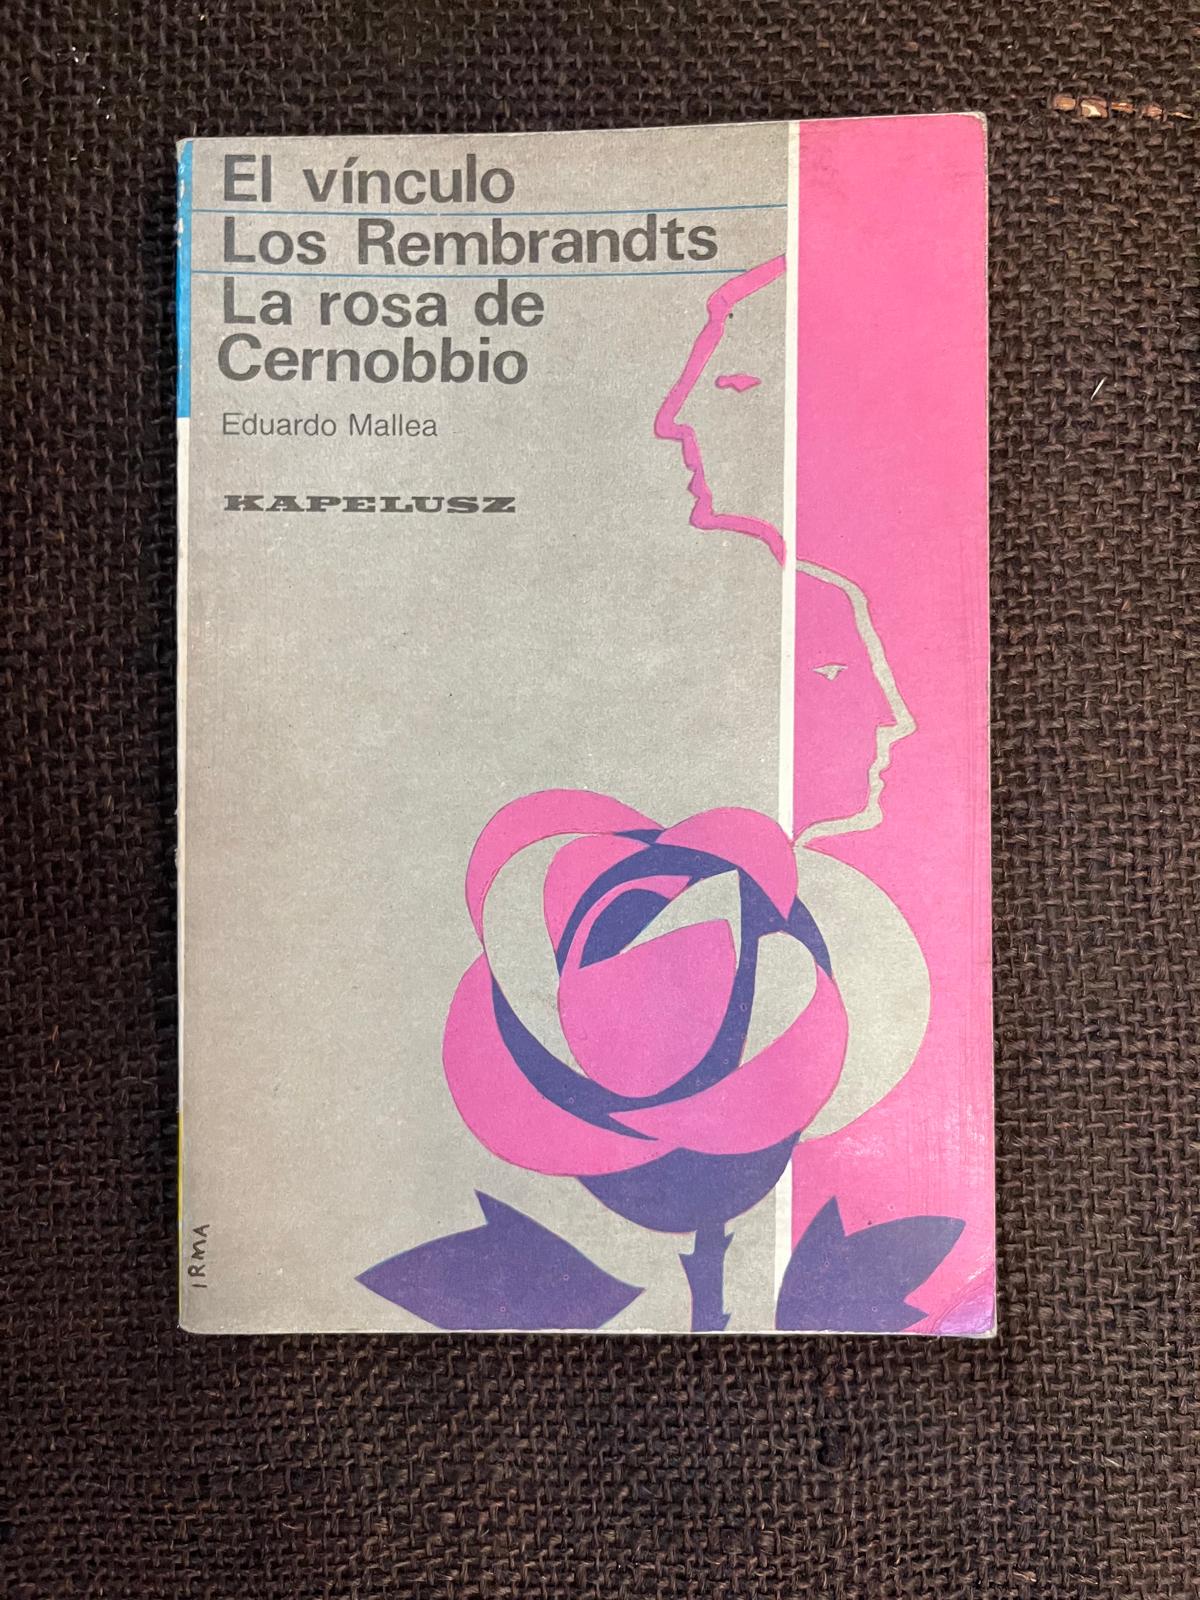 El vínculo
Los Rembrandts
La rosa de
Cernobbio
Eduardo Mallea
KAPELUSZ
IRMA